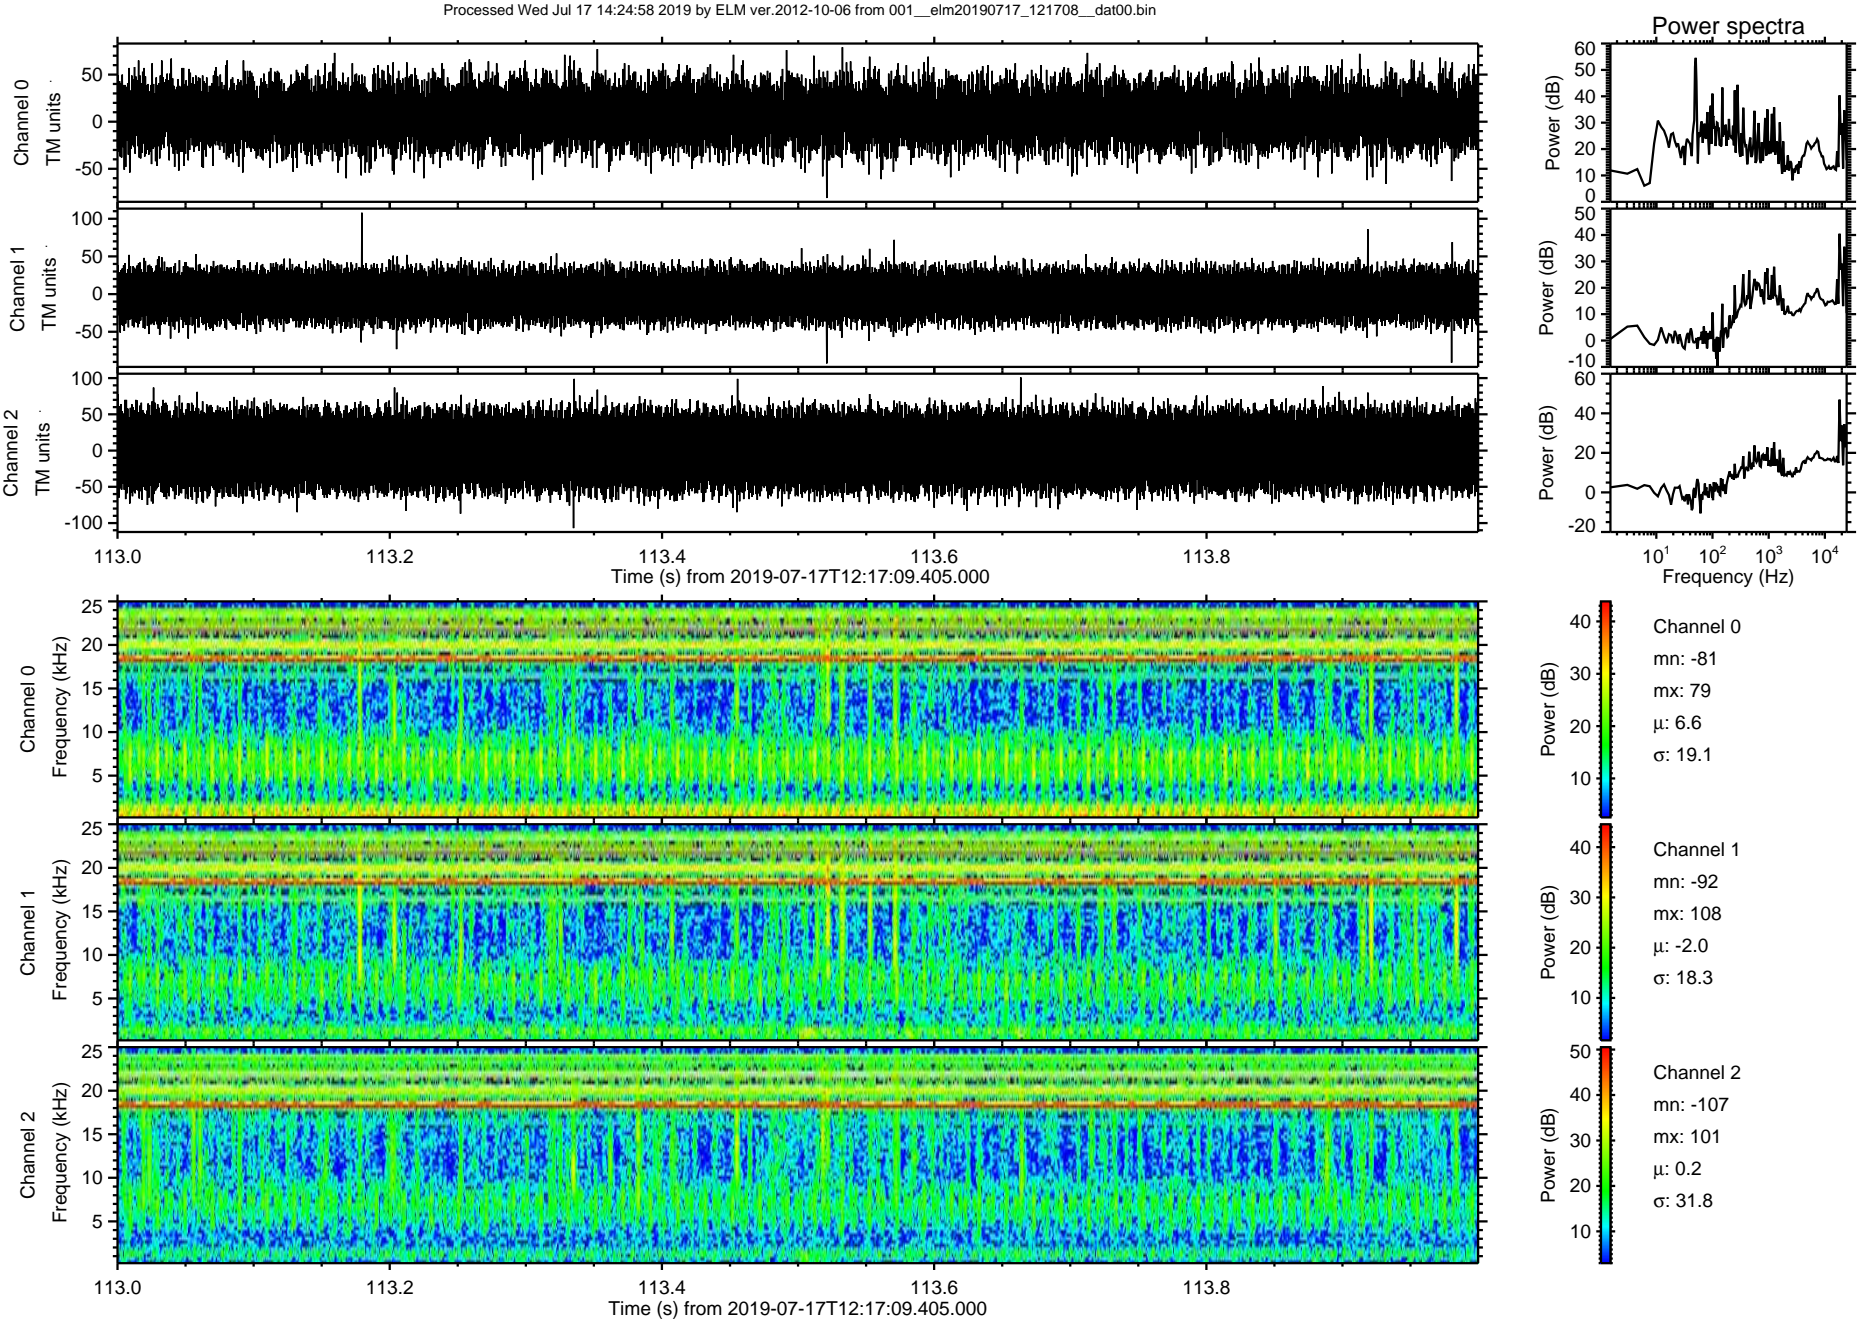 Processed Wed Jul 17 14:24:58 2019 by ELM ver.2012-10-06 from 001__elm20190717_121708__dat00.bin
Power spectra
Channel 0
TM units
50
0
-50
Power (dB)
60
50
40
30
20
10
0
Channel 1
TM units
100
50
0
-50
Power (dB)
50
40
30
20
10
0
-10
Channel 2
TM units
100
50
0
-50
-100
Power (dB)
60
40
20
0
-20
113.0 113.2 113.4 113.6 113.8
Time (s) from 2019-07-17T12:17:09.405.000
10^1 10^2 10^3 10^4
Frequency (Hz)
Channel 0
Frequency (kHz)
25
20
15
10
5
Power (dB)
40
30
20
10
Channel 0
mn: -81
mx: 79
μ: 6.6
σ: 19.1
Channel 1
Frequency (kHz)
25
20
15
10
5
Power (dB)
40
30
20
10
Channel 1
mn: -92
mx: 108
μ: -2.0
σ: 18.3
Channel 2
Frequency (kHz)
25
20
15
10
5
Power (dB)
50
40
30
20
10
Channel 2
mn: -107
mx: 101
μ: 0.2
σ: 31.8
113.0 113.2 113.4 113.6 113.8
Time (s) from 2019-07-17T12:17:09.405.000